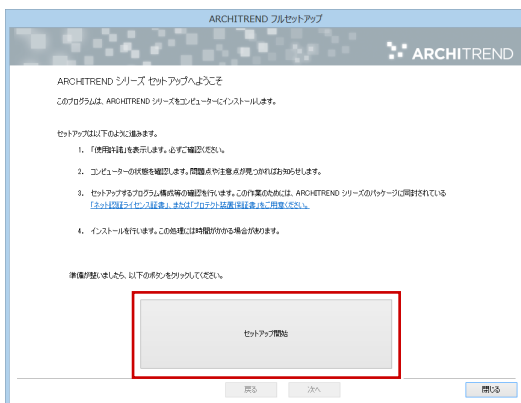 ARCHITREND フルセットアップ
ARCHITREND
ARCHITREND シリーズ セットアップへようこそ
このプログラムは、ARCHITREND シリーズをコンピューターにインストールします。
セットアップは以下のように進みます。
1. 「使用許諾」を表示します。必ずご確認ください。
2. コンピューターの状態を確認します。問題点や注意点が見つかればお知らせします。
3. セットアップするプログラム構成等の確認を行います。この作業のためには、ARCHITREND シリーズのパッケージに同封されている
「ネット認証ライセンス証書」、または「プロテクト装置保証書」をご用意ください。
4. インストールを行います。この処理には時間がかかる場合があります。
準備が整いましたら、以下のボタンをクリックしてください。
セットアップ開始
戻る 次へ 閉じる